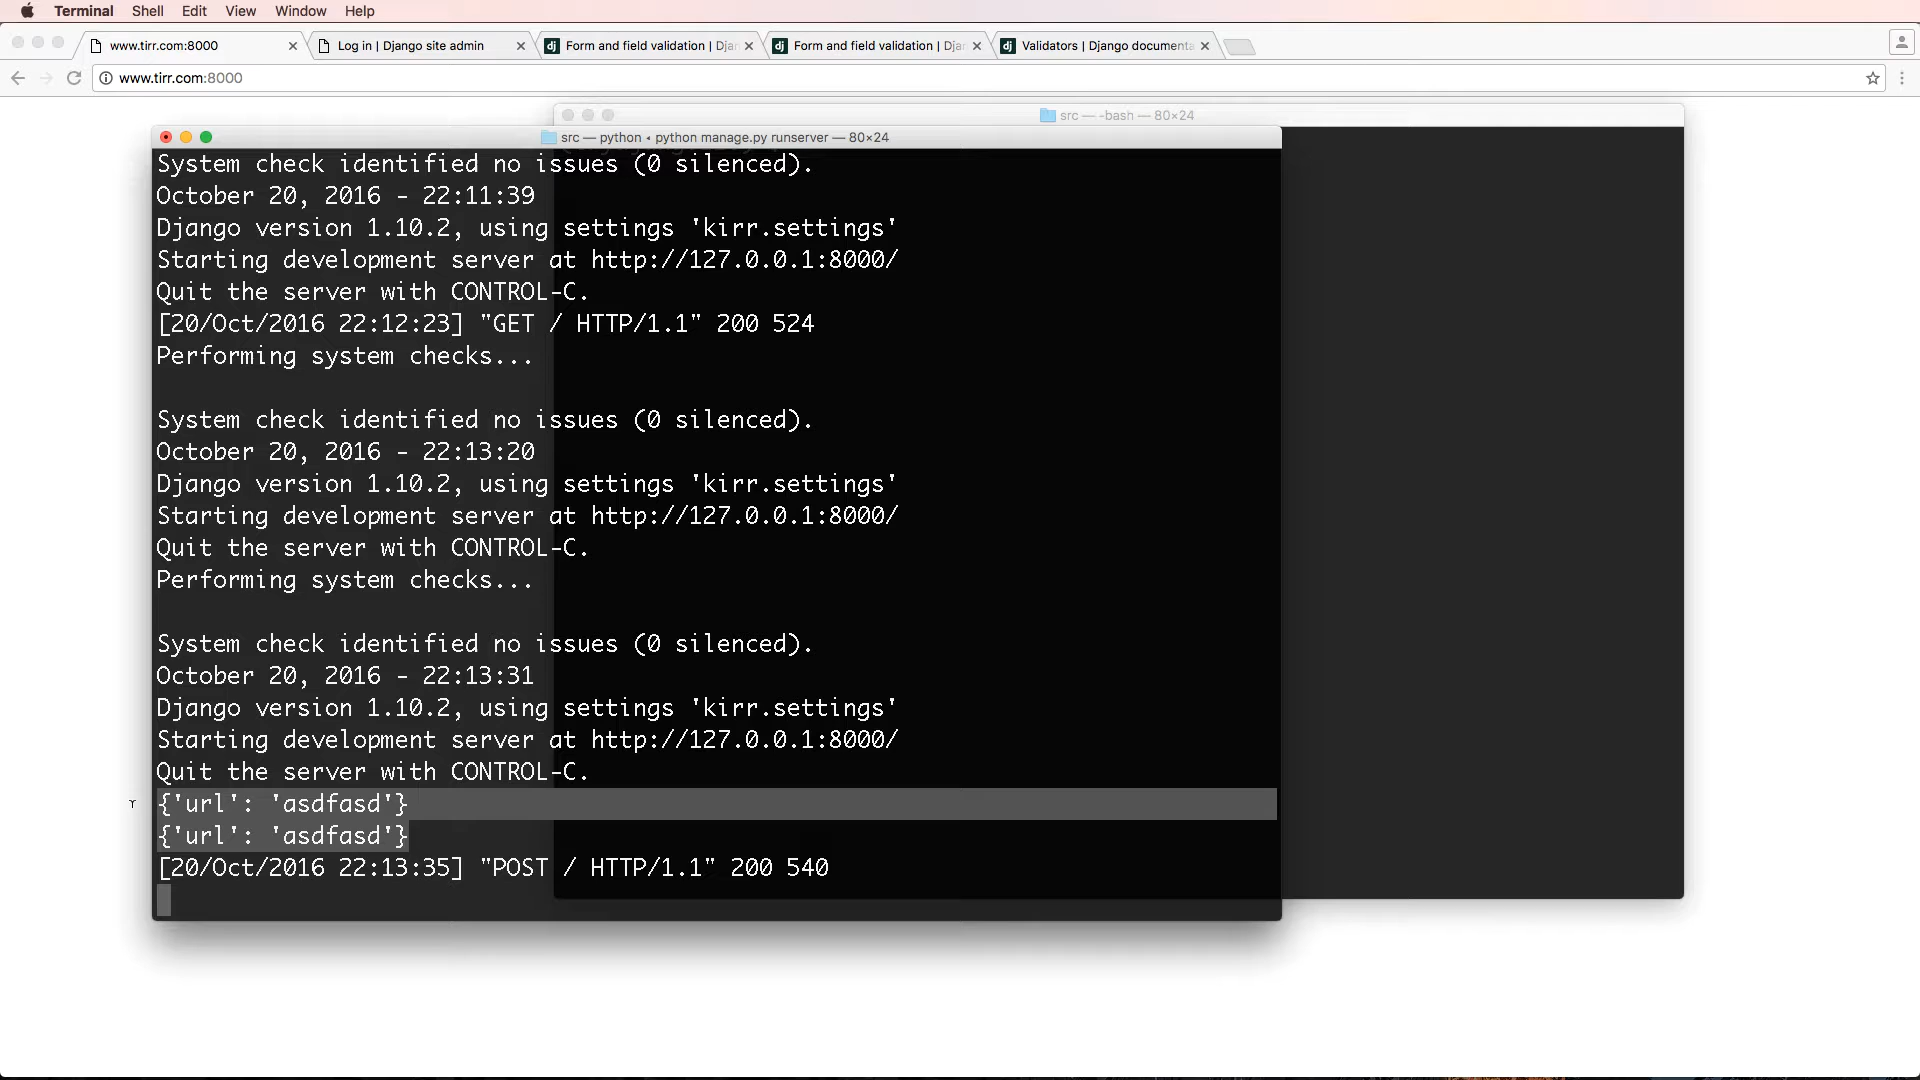 Terminal Shell Edit View Window Help
www.tirr.com:8000
Log in | Django site admin
Form and field validation | Djan
Form and field validation | Djan
Validators | Django documenta
www.tirr.com:8000
src — -bash — 80×24
src — python ◂ python manage.py runserver — 80×24
System check identified no issues (0 silenced).
October 20, 2016 - 22:11:39
Django version 1.10.2, using settings 'kirr.settings'
Starting development server at http://127.0.0.1:8000/
Quit the server with CONTROL-C.
[20/Oct/2016 22:12:23] "GET / HTTP/1.1" 200 524
Performing system checks...
System check identified no issues (0 silenced).
October 20, 2016 - 22:13:20
Django version 1.10.2, using settings 'kirr.settings'
Starting development server at http://127.0.0.1:8000/
Quit the server with CONTROL-C.
Performing system checks...
System check identified no issues (0 silenced).
October 20, 2016 - 22:13:31
Django version 1.10.2, using settings 'kirr.settings'
Starting development server at http://127.0.0.1:8000/
Quit the server with CONTROL-C.
{'url': 'asdfasd'}
{'url': 'asdfasd'}
[20/Oct/2016 22:13:35] "POST / HTTP/1.1" 200 540